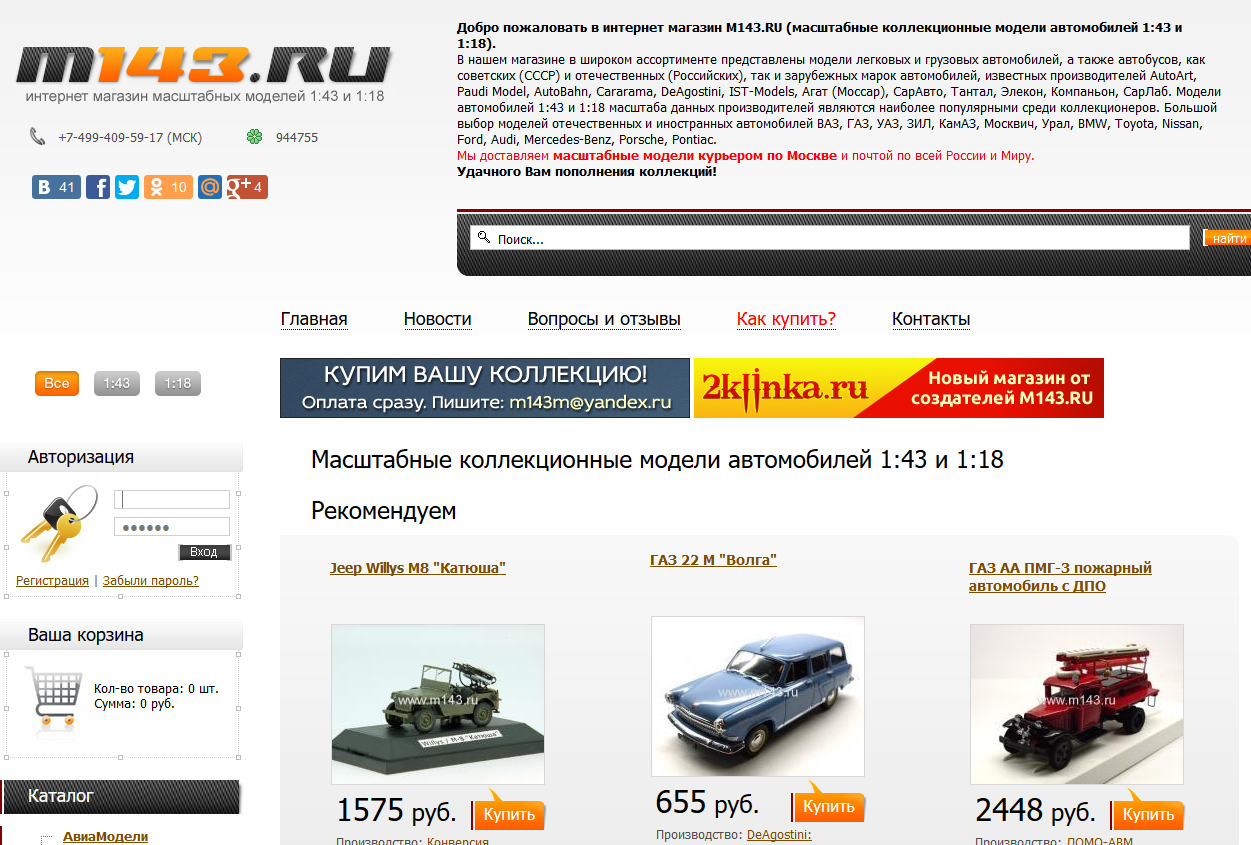 m143.RU
интернет магазин масштабных моделей 1:43 и 1:18
+7-499-409-59-17 (МСК)
944755
B 41
f
10
@
g+ 4
Добро пожаловать в интернет магазин M143.RU (масштабные коллекционные модели автомобилей 1:43 и
1:18).
В нашем магазине в широком ассортименте представлены модели легковых и грузовых автомобилей, а также автобусов, как
советских (СССР) и отечественных (Российских), так и зарубежных марок автомобилей, известных производителей AutoArt,
Paudi Model, AutoBahn, Cararama, DeAgostini, IST-Models, Агат (Моссар), СарАвто, Тантал, Элекон, Компаньон, СарЛаб. Модели
автомобилей 1:43 и 1:18 масштаба данных производителей являются наиболее популярными среди коллекционеров. Большой
выбор моделей отечественных и иностранных автомобилей ВАЗ, ГАЗ, УАЗ, ЗИЛ, КамАЗ, Москвич, Урал, BMW, Toyota, Nissan,
Ford, Audi, Mercedes-Benz, Porsche, Pontiac.
Мы доставляем масштабные модели курьером по Москве и почтой по всей России и Миру.
Удачного Вам пополнения коллекций!
Поиск...
найти
Главная
Новости
Вопросы и отзывы
Как купить?
Контакты
Все
1:43
1:18
КУПИМ ВАШУ КОЛЛЕКЦИЮ!
Оплата сразу. Пишите: m143m@yandex.ru
2klinka.ru
Новый магазин от
создателей M143.RU
Авторизация
Вход
Регистрация | Забыли пароль?
Ваша корзина
Кол-во товара: 0 шт.
Сумма: 0 руб.
Каталог
АвиаМодели
Масштабные коллекционные модели автомобилей 1:43 и 1:18
Рекомендуем
Jeep Willys M8 "Катюша"
www.m143.ru
Willys / М-8 "Катюша"
1575 руб.
Купить
Производство: Конверсия
ГАЗ 22 М "Волга"
www.m143.ru
655 руб.
Купить
Производство: DeAgostini:
ГАЗ АА ПМГ-3 пожарный
автомобиль с ДПО
www.m143.ru
2448 руб.
Купить
Производство: ЛОМО-АВМ